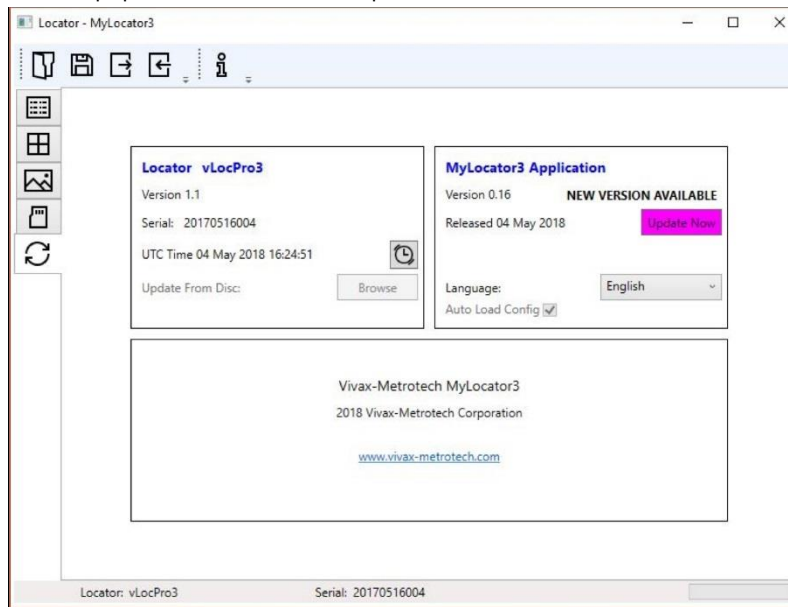 Locator - MyLocator3
Locator vLocPro3
Version 1.1
Serial: 20170516004
UTC Time 04 May 2018 16:24:51
Update From Disc: Browse
MyLocator3 Application
Version 0.16 NEW VERSION AVAILABLE
Released 04 May 2018 Update Now
Language: English
Auto Load Config
Vivax-Metrotech MyLocator3
2018 Vivax-Metrotech Corporation
www.vivax-metrotech.com
Locator: vLocPro3 Serial: 20170516004